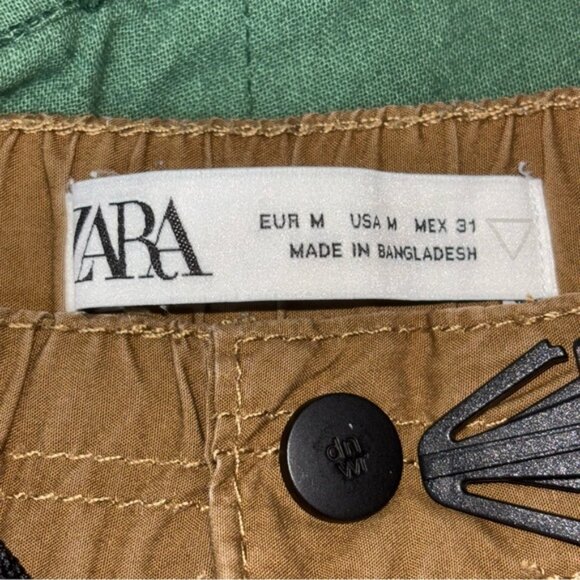 ZARA
EUR M USA M MEX 31
MADE IN BANGLADESH